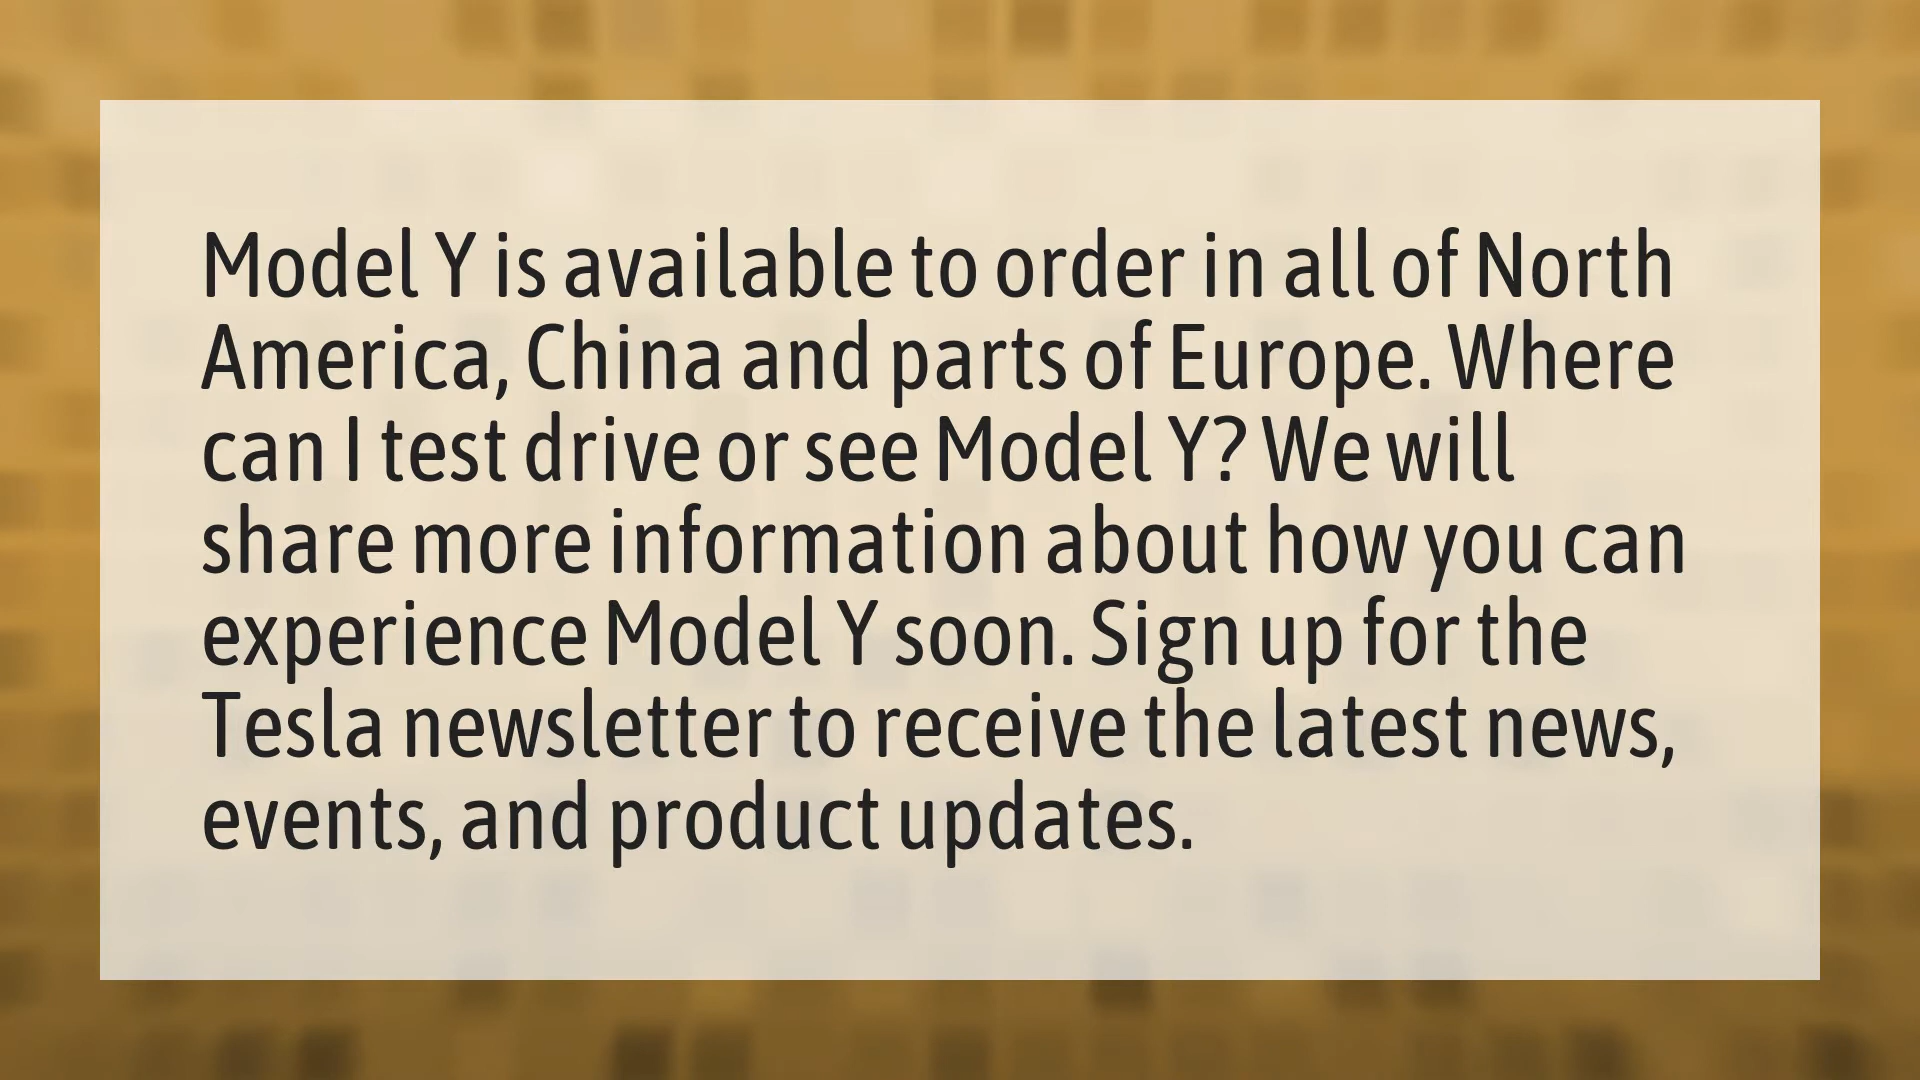 Model Y is available to order in all of North
America, China and parts of Europe. Where
can I test drive or see Model Y? We will
share more information about how you can
experience Model Y soon. Sign up for the
Tesla newsletter to receive the latest news,
events, and product updates.